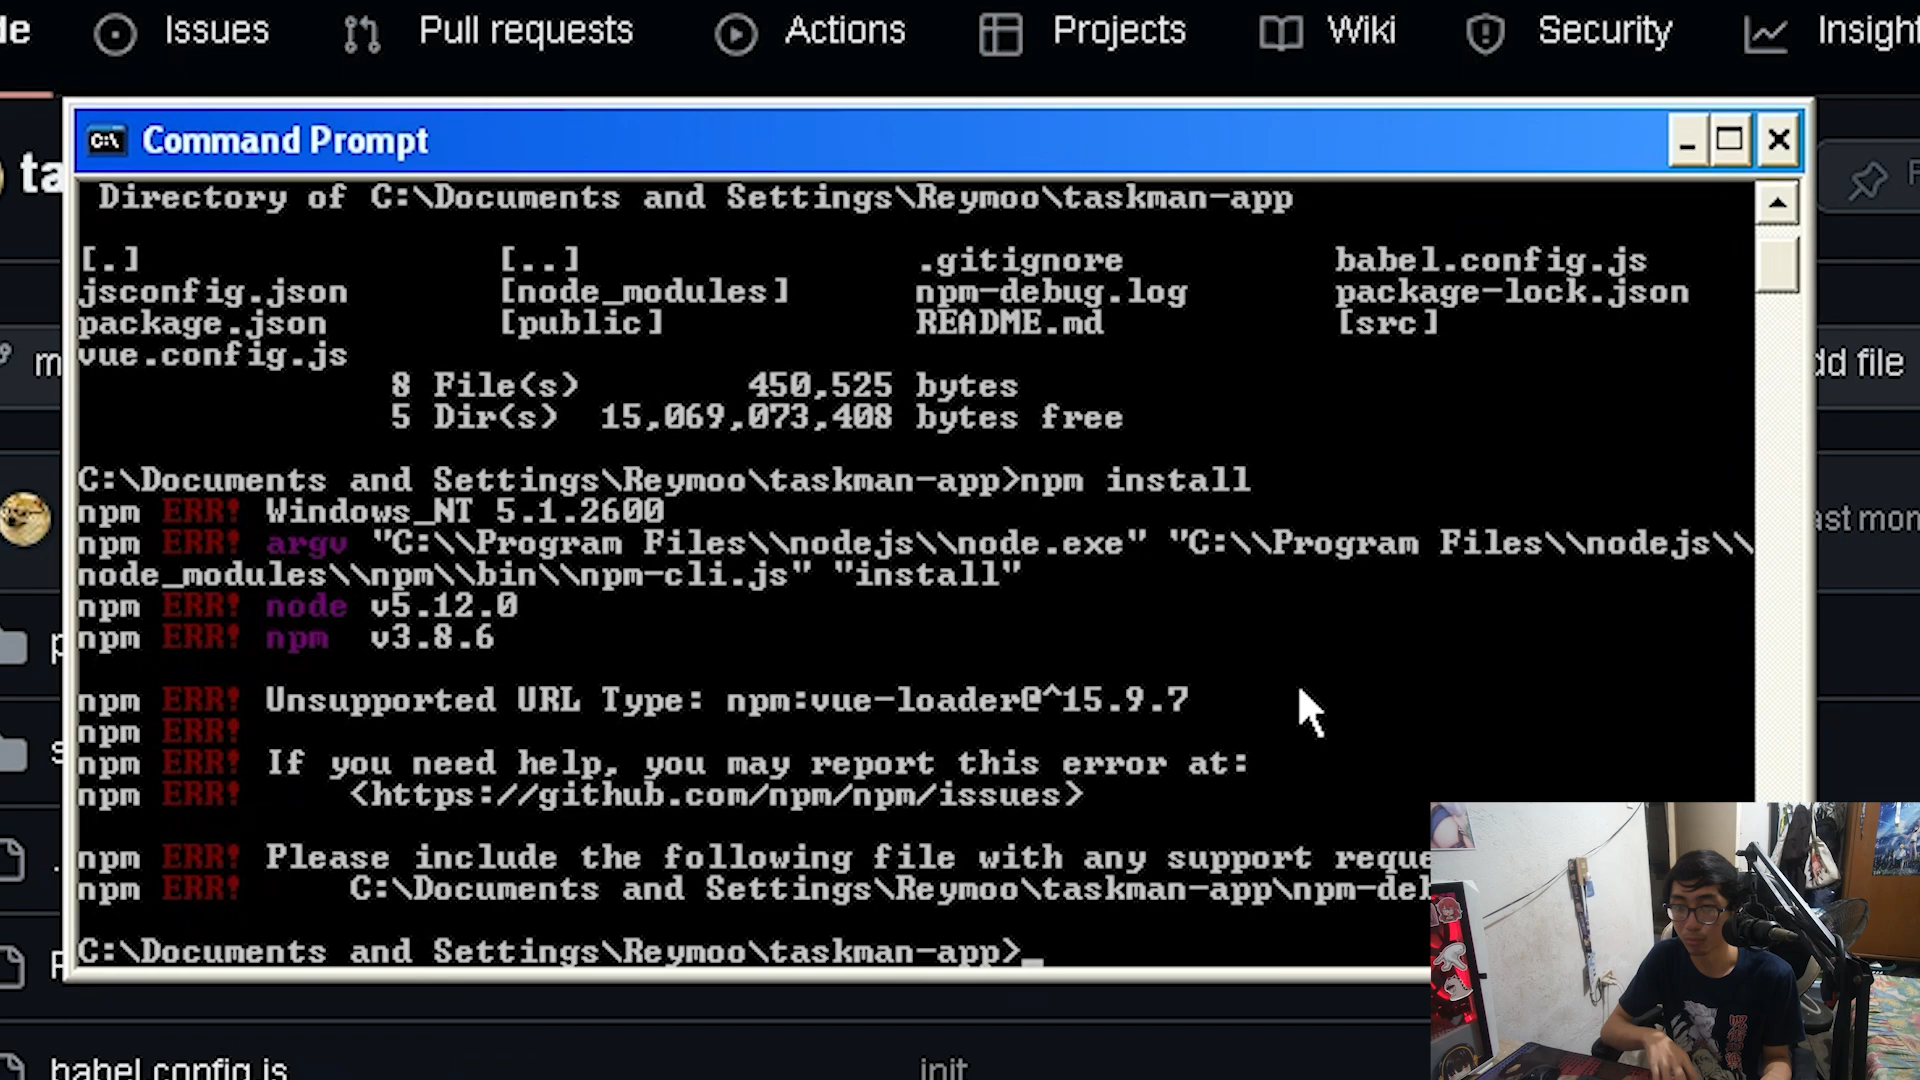 Issues Pull requests Actions Projects Wiki Security Insight
ta
Command Prompt
Directory of C:\Documents and Settings\Reymoo\taskman-app
[.] [..] .gitignore babel.config.js
jsconfig.json [node_modules] npm-debug.log package-lock.json
package.json [public] README.md [src]
vue.config.js
8 File(s) 450,525 bytes
5 Dir(s) 15,069,073,408 bytes free
dd file
C:\Documents and Settings\Reymoo\taskman-app>npm install
npm ERR! Windows_NT 5.1.2600
npm ERR! argv "C:\\Program Files\\nodejs\\node.exe" "C:\\Program Files\\nodejs\\
node_modules\\npm\\bin\\npm-cli.js" "install"
npm ERR! node v5.12.0
npm ERR! npm  v3.8.6
ast mon
npm ERR! Unsupported URL Type: npm:vue-loader@^15.9.7
npm ERR!
npm ERR! If you need help, you may report this error at:
npm ERR!     <https://github.com/npm/npm/issues>
npm ERR! Please include the following file with any support reque
npm ERR!     C:\Documents and Settings\Reymoo\taskman-app\npm-deb
C:\Documents and Settings\Reymoo\taskman-app>_
babel.config.js init